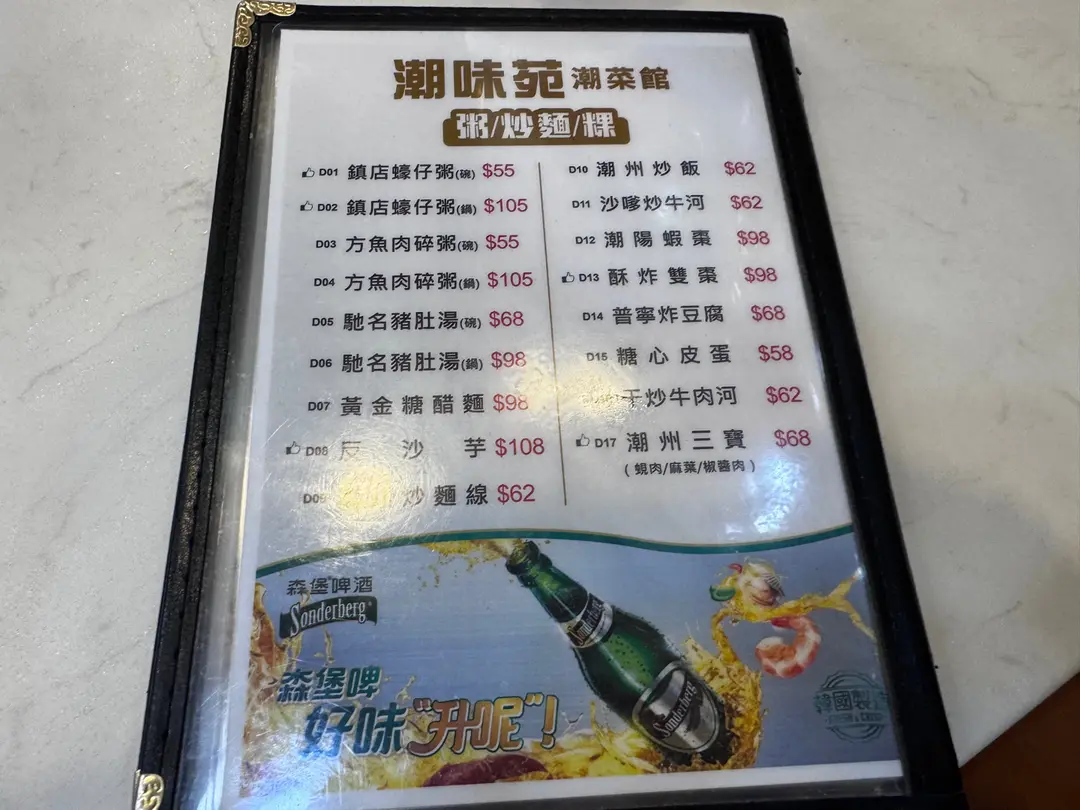 潮味苑 潮菜館
粥/炒麵/粿
D01 鎮店蠔仔粥(碗) $55
D02 鎮店蠔仔粥(鍋) $105
D03 方魚肉碎粥(碗) $55
D04 方魚肉碎粥(鍋) $105
D05 馳名豬肚湯(碗) $68
D06 馳名豬肚湯(鍋) $98
D07 黃金糖醋麵 $98
D08 反沙芋 $108
D09 炒麵線 $62
D10 潮州炒飯 $62
D11 沙嗲炒牛河 $62
D12 潮陽蝦棗 $98
D13 酥炸雙棗 $98
D14 普寧炸豆腐 $68
D15 糖心皮蛋 $58
干炒牛肉河 $62
D17 潮州三寶 $68
( 蜆肉/麻葉/椒醬肉 )
森堡啤酒
Sonderberg
森堡啤
好味"升呢"!
Sonderberg
韓國製造